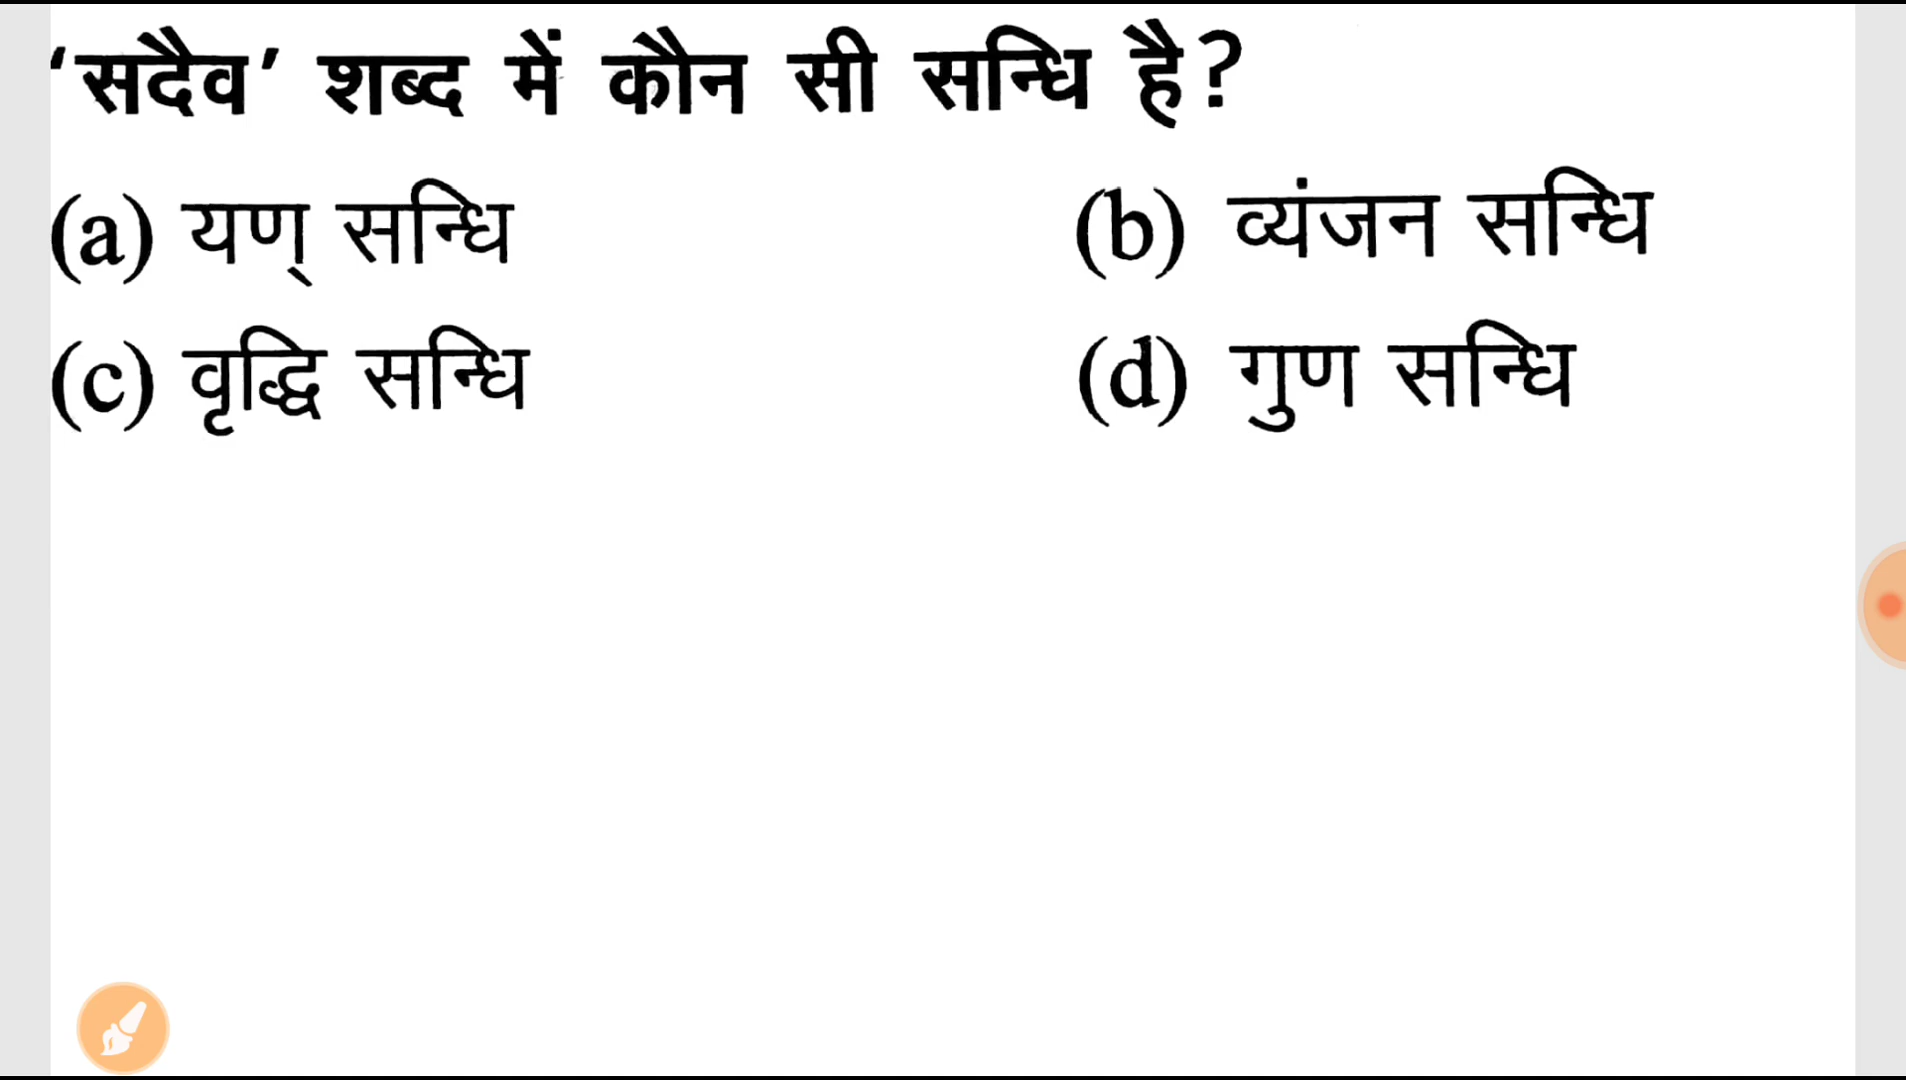 ‘सदैव’ शब्द में कौन सी सन्धि है?
(a) यण् सन्धि (b) व्यंजन सन्धि
(c) वृद्धि सन्धि (d) गुण सन्धि